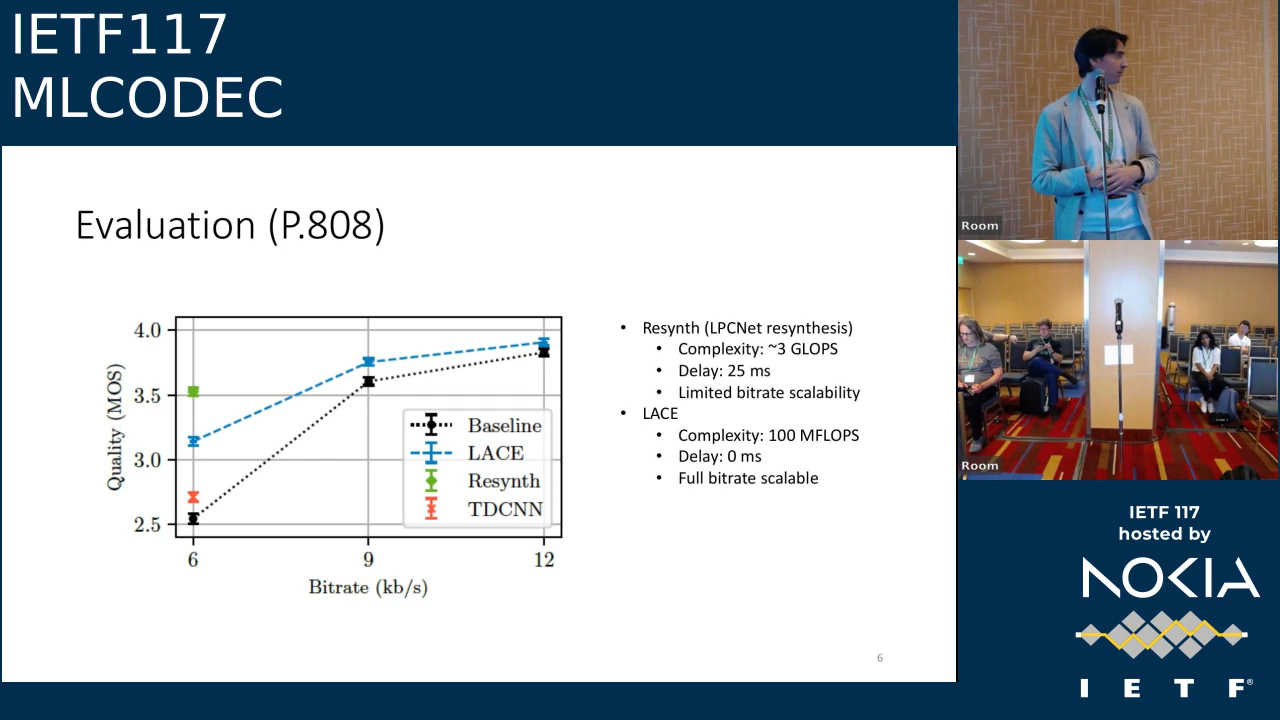 IETF117
MLCODEC
Evaluation (P.808)
4.0
3.5
3.0
2.5
Quality (MOS)
6
9
12
Bitrate (kb/s)
Baseline
LACE
Resynth
TDCNN
• Resynth (LPCNet resynthesis)
• Complexity: ~3 GLOPS
• Delay: 25 ms
• Limited bitrate scalability
• LACE
• Complexity: 100 MFLOPS
• Delay: 0 ms
• Full bitrate scalable
6
Room
Room
IETF 117
hosted by
NOKIA
I E T F®